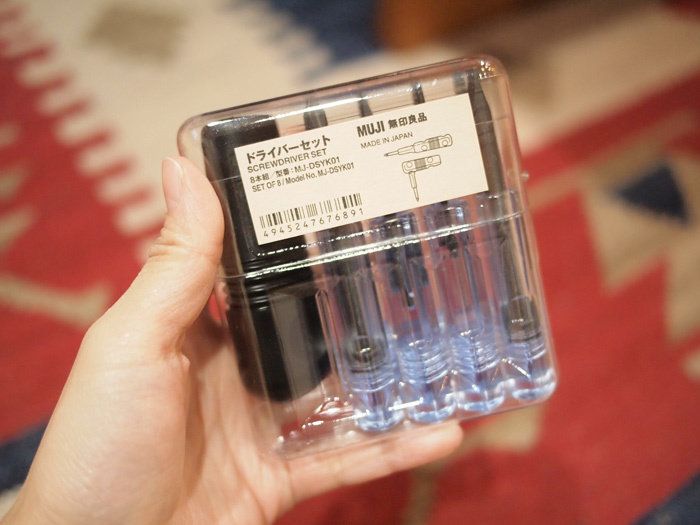 ドライバーセット
SCREWDRIVER SET
8本組／型番：MJ-DSYK01
SET OF 8 / Model No. MJ-DSYK01
4945247676891
MUJI 無印良品
MADE IN JAPAN